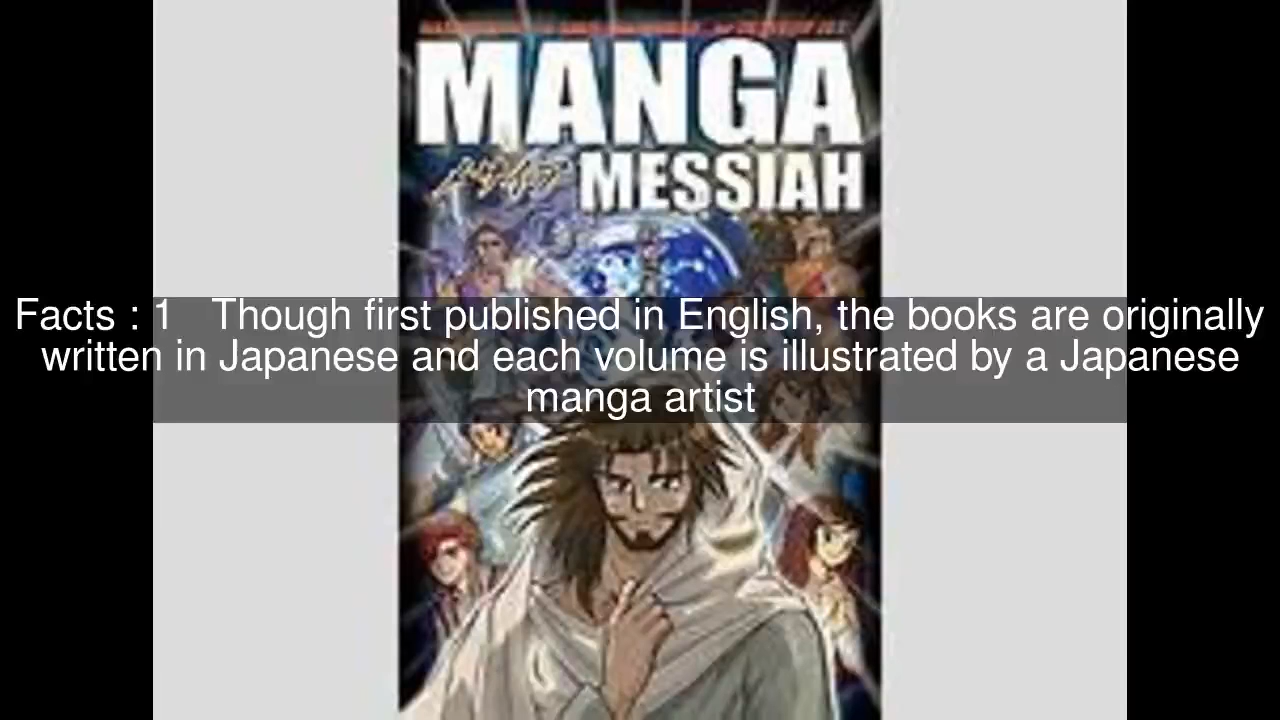 MANGA
MESSIAH
Facts : 1 Though first published in English, the books are originally
written in Japanese and each volume is illustrated by a Japanese
manga artist